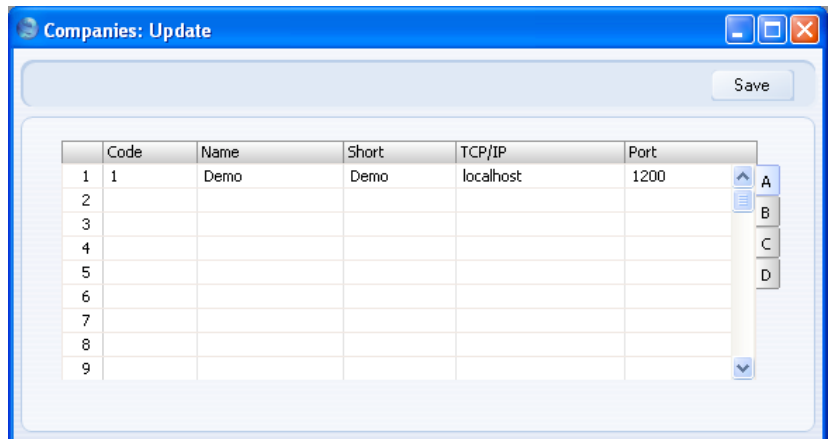 Companies: Update
Save
Code Name Short TCP/IP Port
1 1 Demo Demo localhost 1200
A
2
B
3
4
C
5
D
6
7
8
9